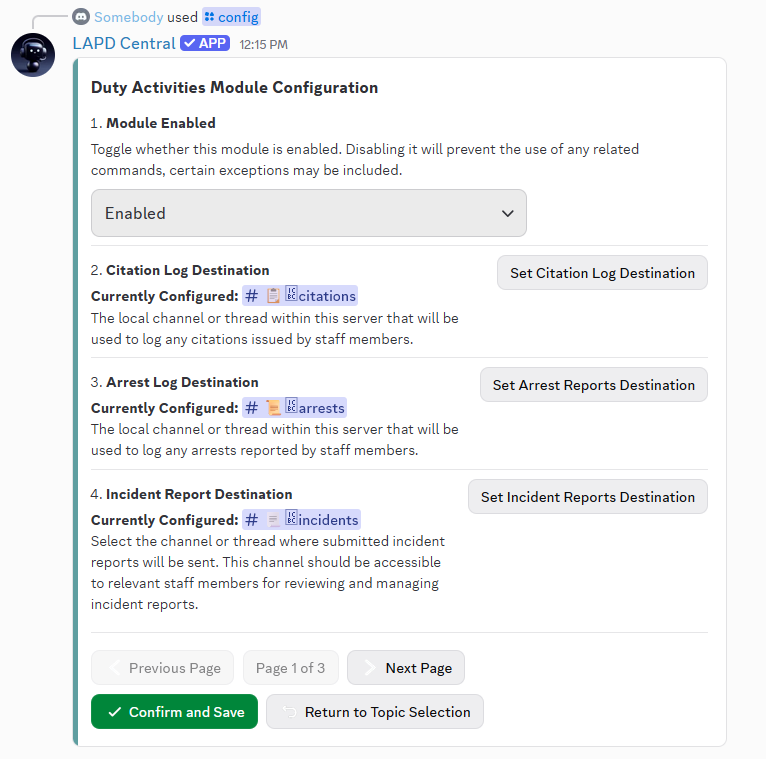 Somebody used config
LAPD Central APP 12:15 PM
Duty Activities Module Configuration
1. Module Enabled
Toggle whether this module is enabled. Disabling it will prevent the use of any related
commands, certain exceptions may be included.
Enabled
2. Citation Log Destination
Set Citation Log Destination
Currently Configured: # 📋 citations
The local channel or thread within this server that will be
used to log any citations issued by staff members.
3. Arrest Log Destination
Set Arrest Reports Destination
Currently Configured: # 📜 arrests
The local channel or thread within this server that will be
used to log any arrests reported by staff members.
4. Incident Report Destination
Set Incident Reports Destination
Currently Configured: # incidents
Select the channel or thread where submitted incident
reports will be sent. This channel should be accessible
to relevant staff members for reviewing and managing
incident reports.
Previous Page Page 1 of 3 Next Page
Confirm and Save Return to Topic Selection